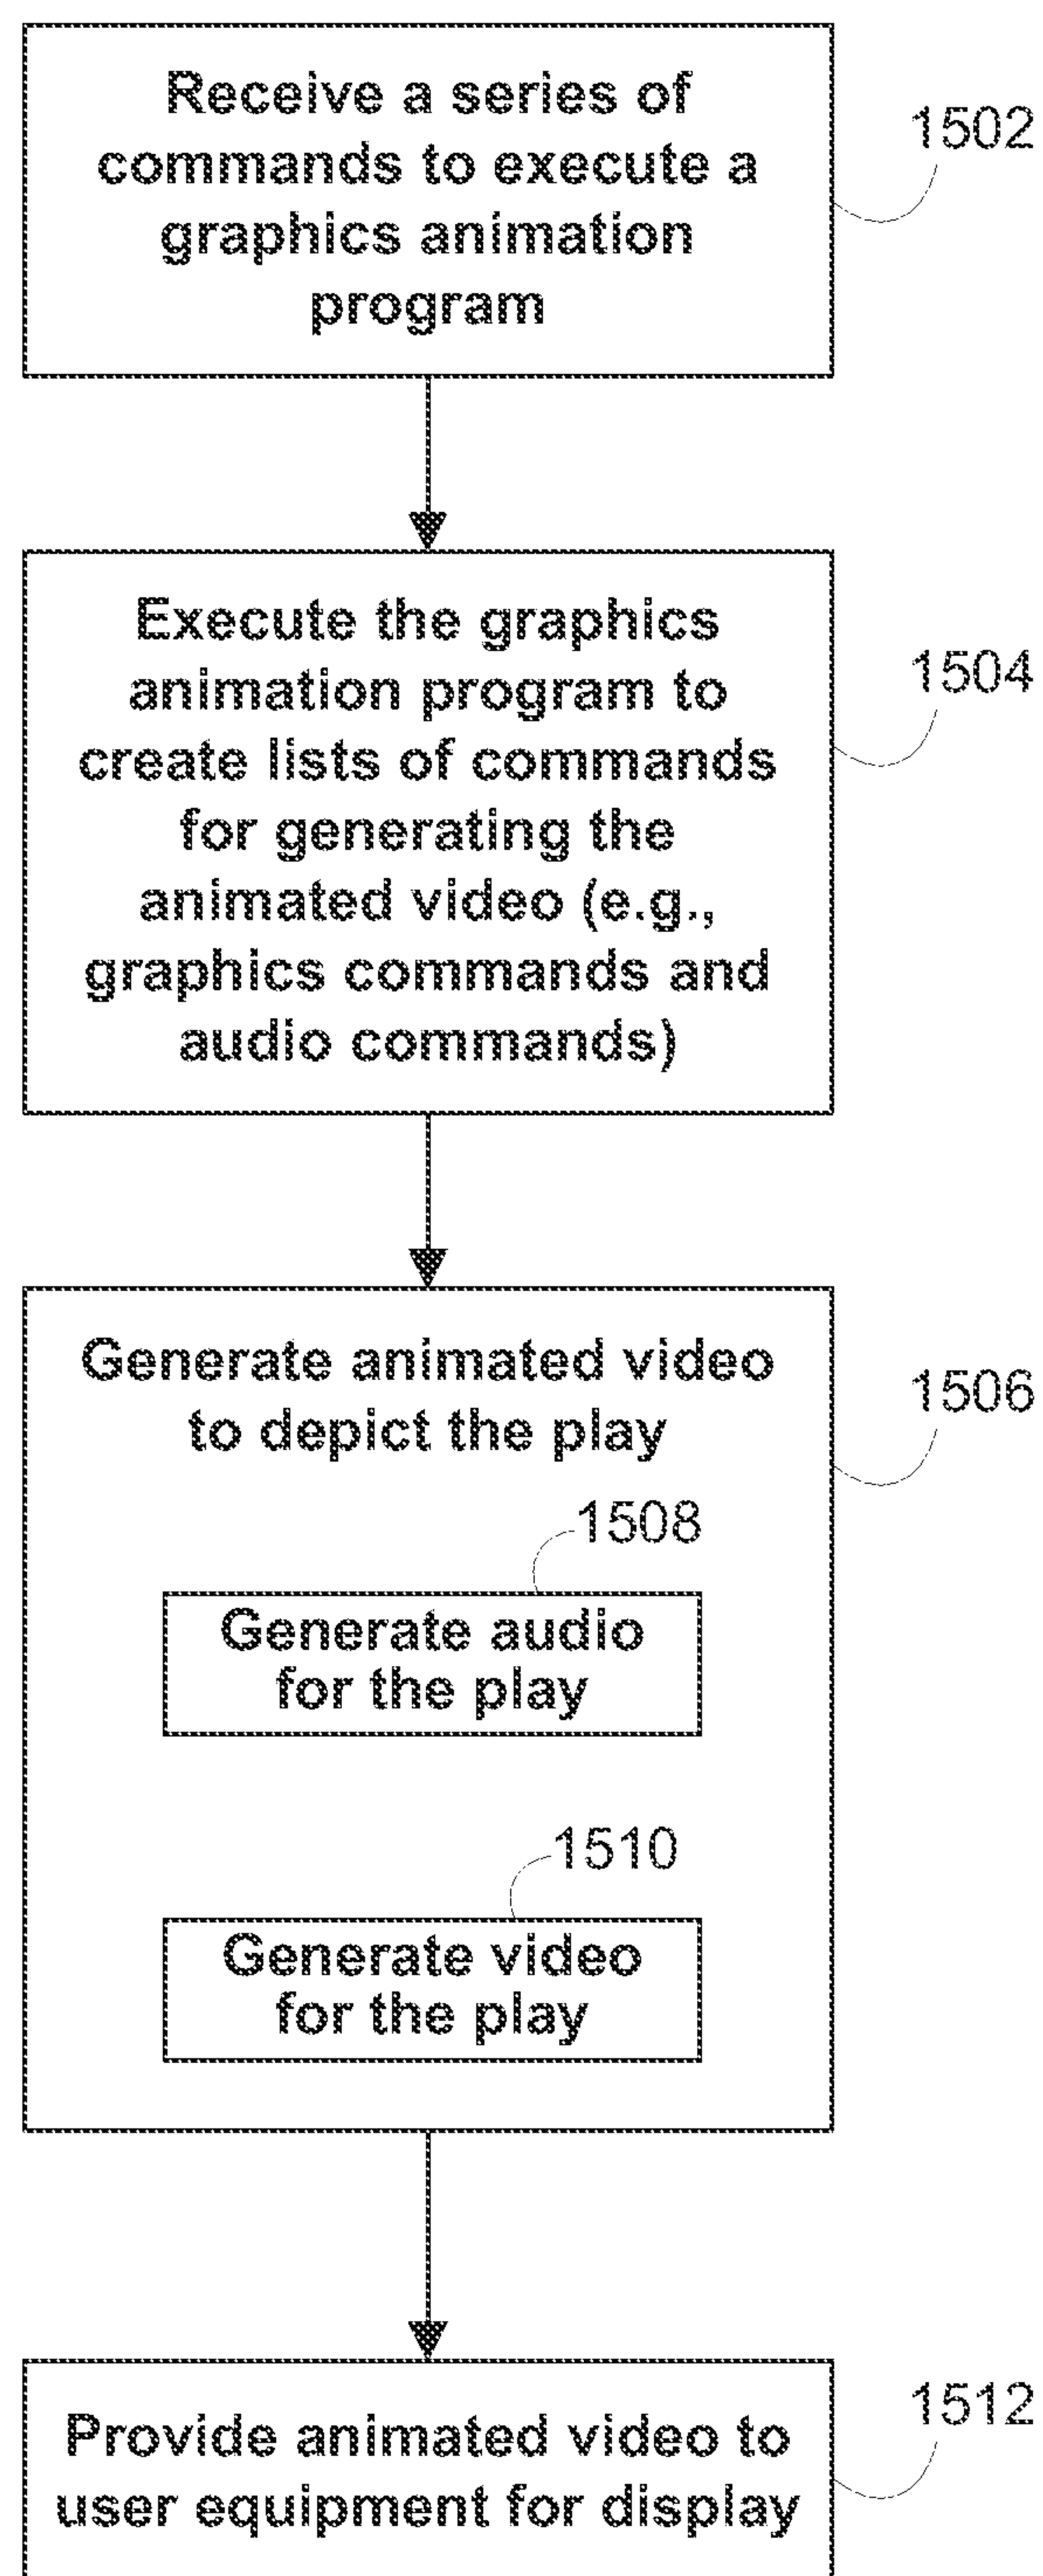 Receive a series of
commands to execute a
graphics animation
program
1502
Execute the graphics
animation program to
create lists of commands
for generating the
animated video (e.g.,
graphics commands and
audio commands)
1504
Generate animated video
to depict the play
1506
1508
Generate audio
for the play
1510
Generate video
for the play
Provide animated video to
user equipment for display
1512